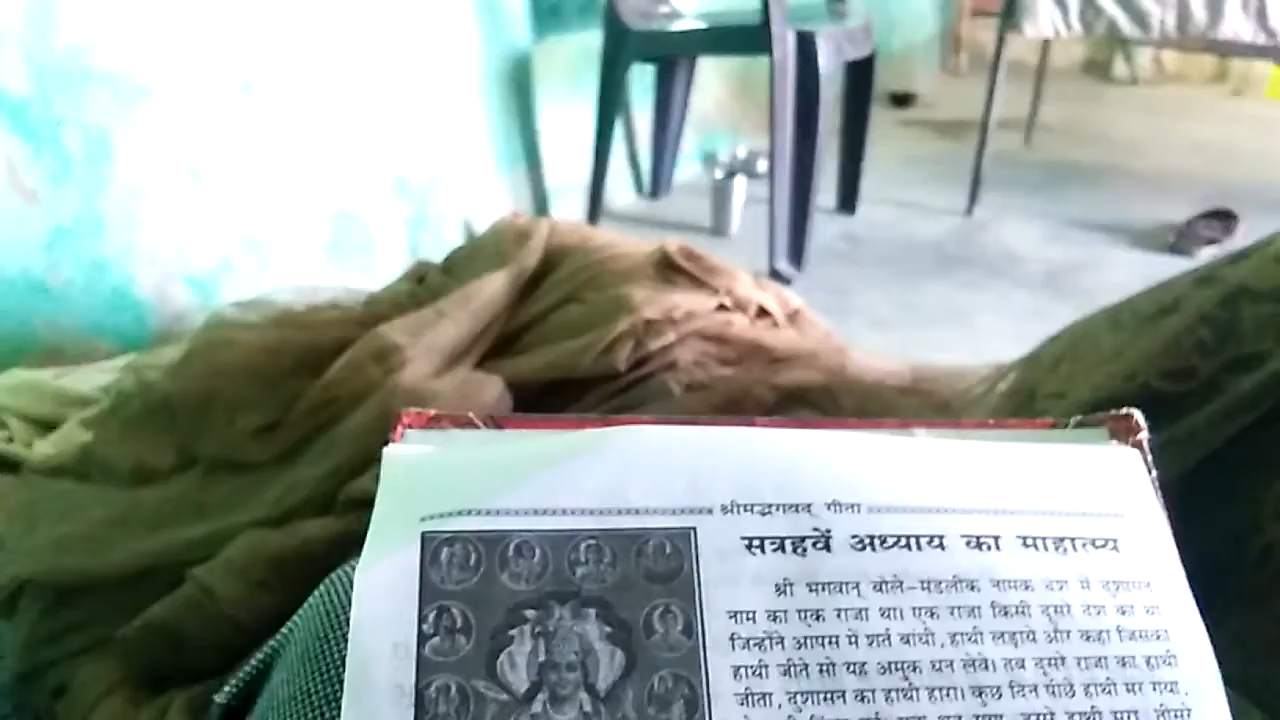 श्रीमद्भगवद् गीता
सत्रहवें अध्याय का माहात्म्य
श्री भगवान् बोले-मंडलीक नामक देश में दुशासन
नाम का एक राजा था। एक राजा किसी दूसरे देश का था
जिन्होंने आपस में शर्त बांधी, हाथी लड़ाये और कहा जिसका
हाथी जीते सो यह अमुक धन लेवे। तब दूसरे राजा का हाथी
जीता, दुशासन का हाथी हारा। कुछ दिन पीछे हाथी मर गया,